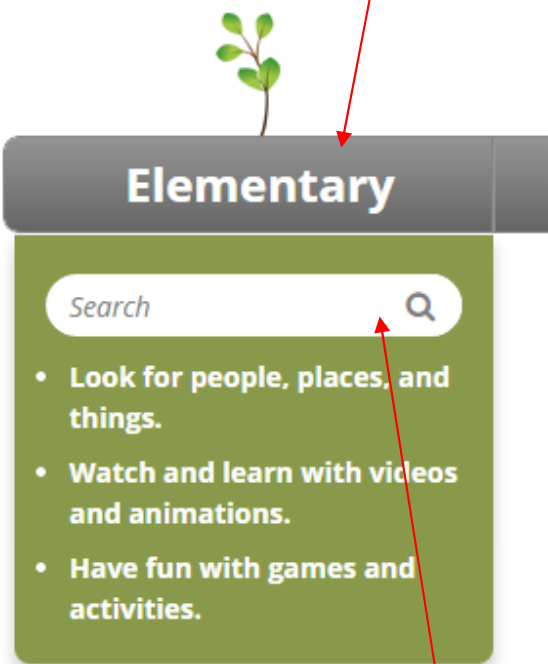 Elementary
Search
• Look for people, places, and
things.
• Watch and learn with videos
and animations.
• Have fun with games and
activities.